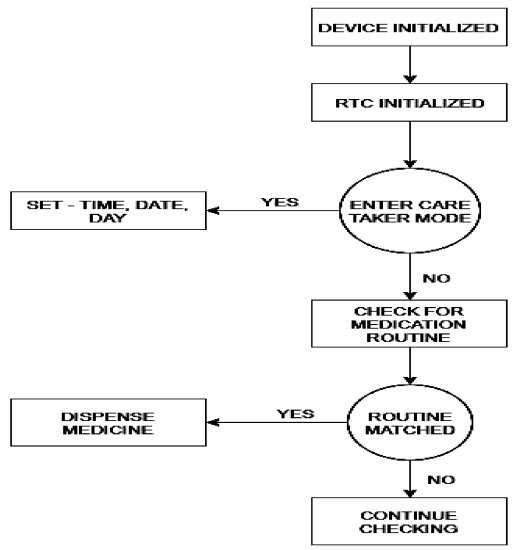 DEVICE INITIALIZED
RTC INITIALIZED
ENTER CARE
TAKER MODE
YES
SET - TIME, DATE,
DAY
NO
CHECK FOR
MEDICATION
ROUTINE
ROUTINE
MATCHED
YES
DISPENSE
MEDICINE
NO
CONTINUE
CHECKING